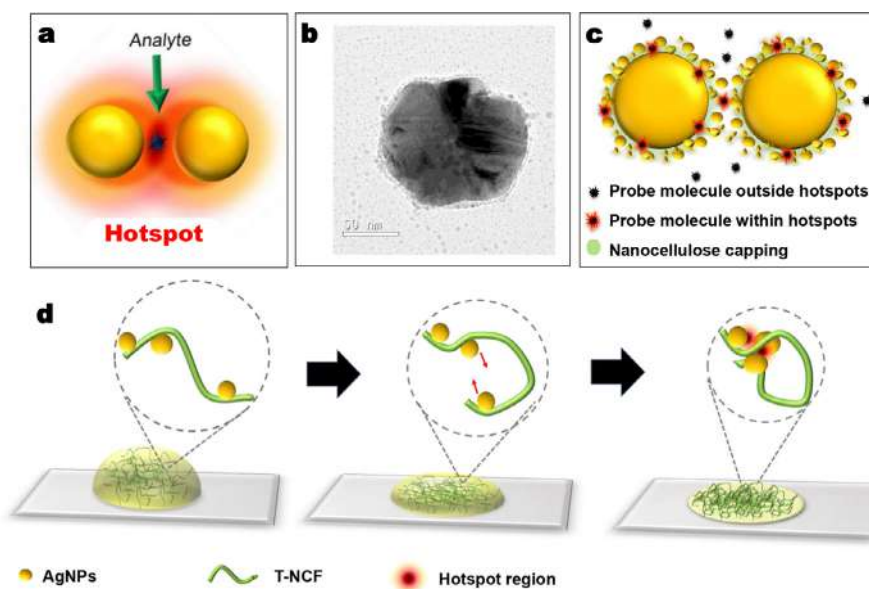 a
Analyte
Hotspot
b
50 nm
c
Probe molecule outside hotspots
Probe molecule within hotspots
Nanocellulose capping
d
AgNPs
T-NCF
Hotspot region